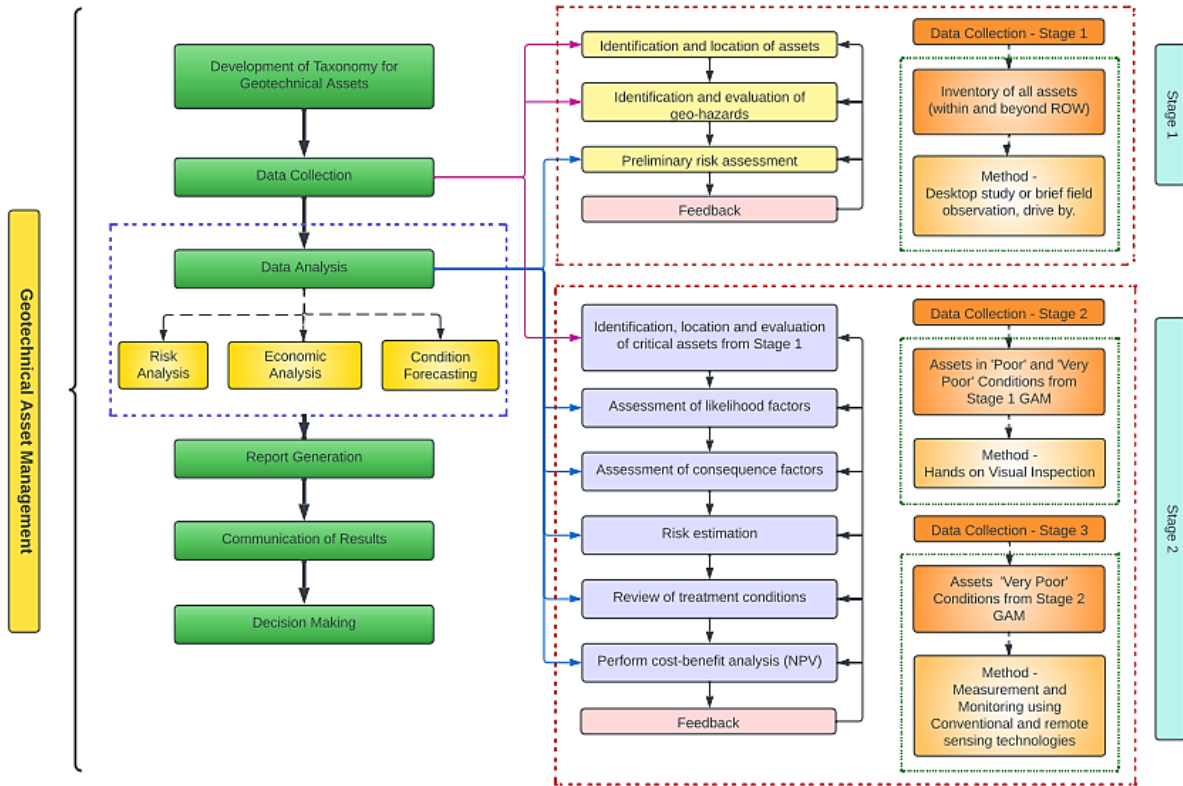 Geotechnical Asset Management
Development of Taxonomy for
Geotechnical Assets
Data Collection
Data Analysis
Risk
Analysis
Economic
Analysis
Condition
Forecasting
Report Generation
Communication of Results
Decision Making
Identification and location of assets
Identification and evaluation of
geo-hazards
Preliminary risk assessment
Feedback
Data Collection - Stage 1
Inventory of all assets
(within and beyond ROW)
Method -
Desktop study or brief field
observation, drive by.
Stage 1
Identification, location and evaluation
of critical assets from Stage 1
Assessment of likelihood factors
Assessment of consequence factors
Risk estimation
Review of treatment conditions
Perform cost-benefit analysis (NPV)
Feedback
Data Collection - Stage 2
Assets in 'Poor' and 'Very
Poor' Conditions from
Stage 1 GAM
Method -
Hands on Visual Inspection
Data Collection - Stage 3
Assets 'Very Poor'
Conditions from Stage 2
GAM
Method -
Measurement and
Monitoring using
Conventional and remote
sensing technologies
Stage 2